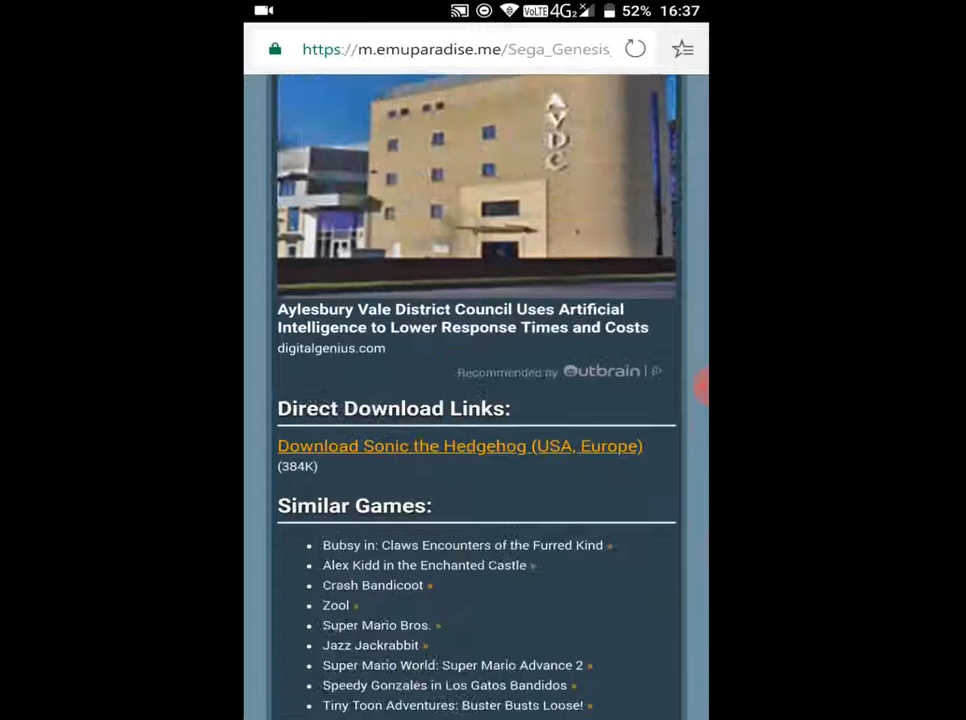 VoLTE 4G2 52% 16:37
https://m.emuparadise.me/Sega_Genesis_
AVDC
Aylesbury Vale District Council Uses Artificial
Intelligence to Lower Response Times and Costs
digitalgenius.com
Recommended by Outbrain
Direct Download Links:
Download Sonic the Hedgehog (USA, Europe)
(384K)
Similar Games:
Bubsy in: Claws Encounters of the Furred Kind »
Alex Kidd in the Enchanted Castle »
Crash Bandicoot »
Zool »
Super Mario Bros. »
Jazz Jackrabbit »
Super Mario World: Super Mario Advance 2 »
Speedy Gonzales in Los Gatos Bandidos »
Tiny Toon Adventures: Buster Busts Loose! »